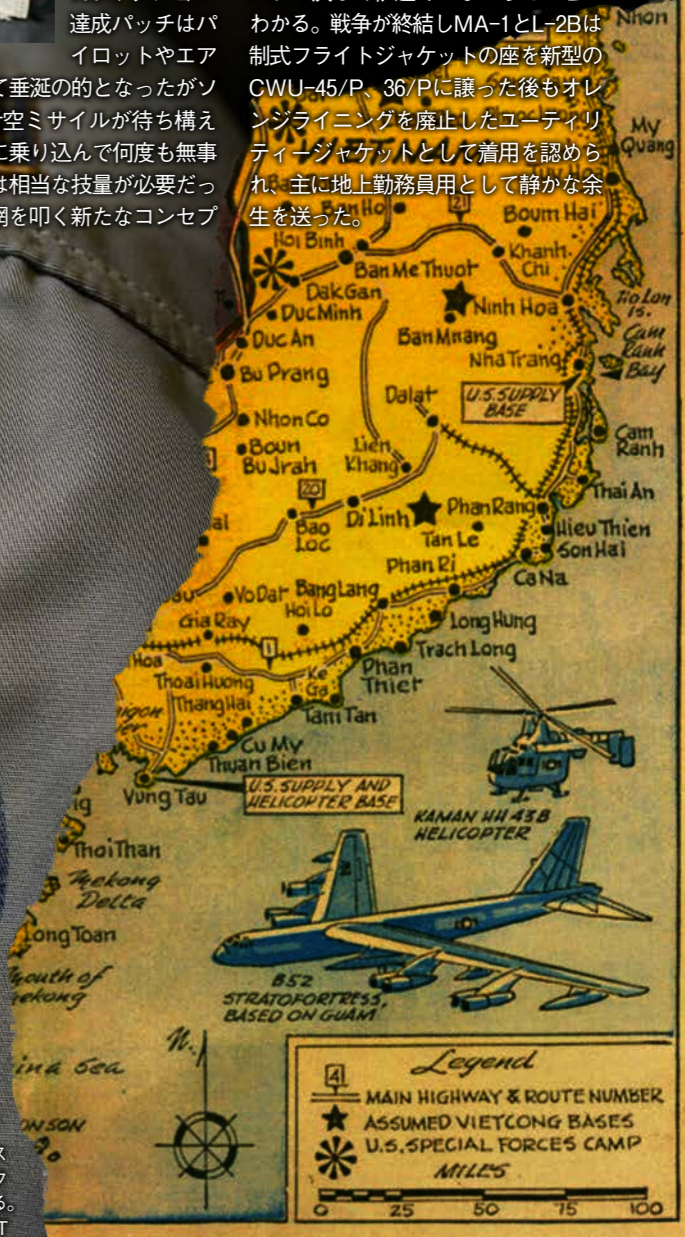 達成パッチはパ
イロットやエア
て垂涎の的となったがソ
空ミサイルが待ち構え
に乗り込んで何度も無事
は相当な技量が必要だっ
網を叩く新たなコンセプ
わかる。戦争が終結しMA-1とL-2Bは
制式フライトジャケットの座を新型の
CWU-45/P、36/Pに譲った後もオレ
ンジライニングを廃止したユーティリ
ティージャケットとして着用を認めら
れ、主に地上勤務員用として静かな余
生を送った。
Nhon
My
Quang
Ban Ho
21
Boum Hai
Hoi Binh
Khanh
Chi
Ban Me Thuot
Dak Gan
Duc Minh
Ninh Hoa
Duc An
Ban Mnang
Cam
Ranh
Bay
Nha Trang
Bu Prang
Dalat
U.S. SUPPLY
BASE
Nhon Co
Cam
Ranh
Boun
Bu Jrah
Lien
Khang
20
Thai An
Bao
Loc
Di Linh
Phan Rang
Tan Le
Hieu Thien
Son Hai
Phan Ri
Ca Na
Vo Dat
Bang Lang
Hoi Lo
Gia Ray
Long Hung
1
Trach Long
Hoa
Phan
Thiet
Thoai Huong
Ke
Ga
Thang Hai
Tam Tan
Cu My
Thuan Bien
Vung Tau
U.S. SUPPLY AND
HELICOPTER BASE
KAMAN HH 43B
HELICOPTER
Thoi Than
Mekong
Delta
Long Toan
B52
STRATOFORTRESS,
BASED ON GUAM
N.
Legend
4
MAIN HIGHWAY & ROUTE NUMBER
ASSUMED VIETCONG BASES
U.S. SPECIAL FORCES CAMP
MILES
0 25 50 75 100